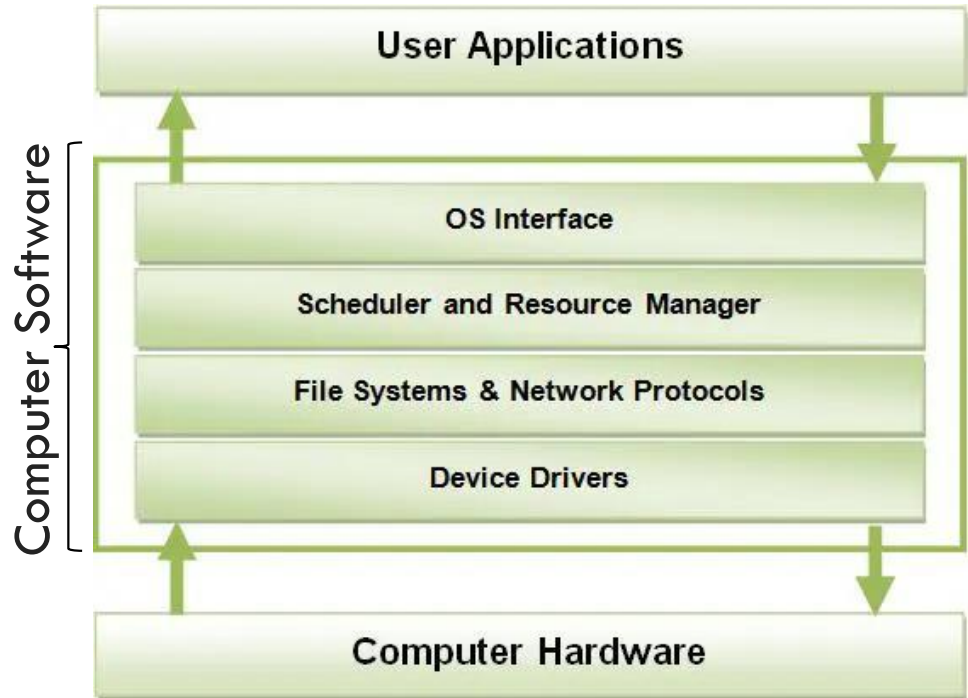 User Applications
Computer Software
OS Interface
Scheduler and Resource Manager
File Systems & Network Protocols
Device Drivers
Computer Hardware